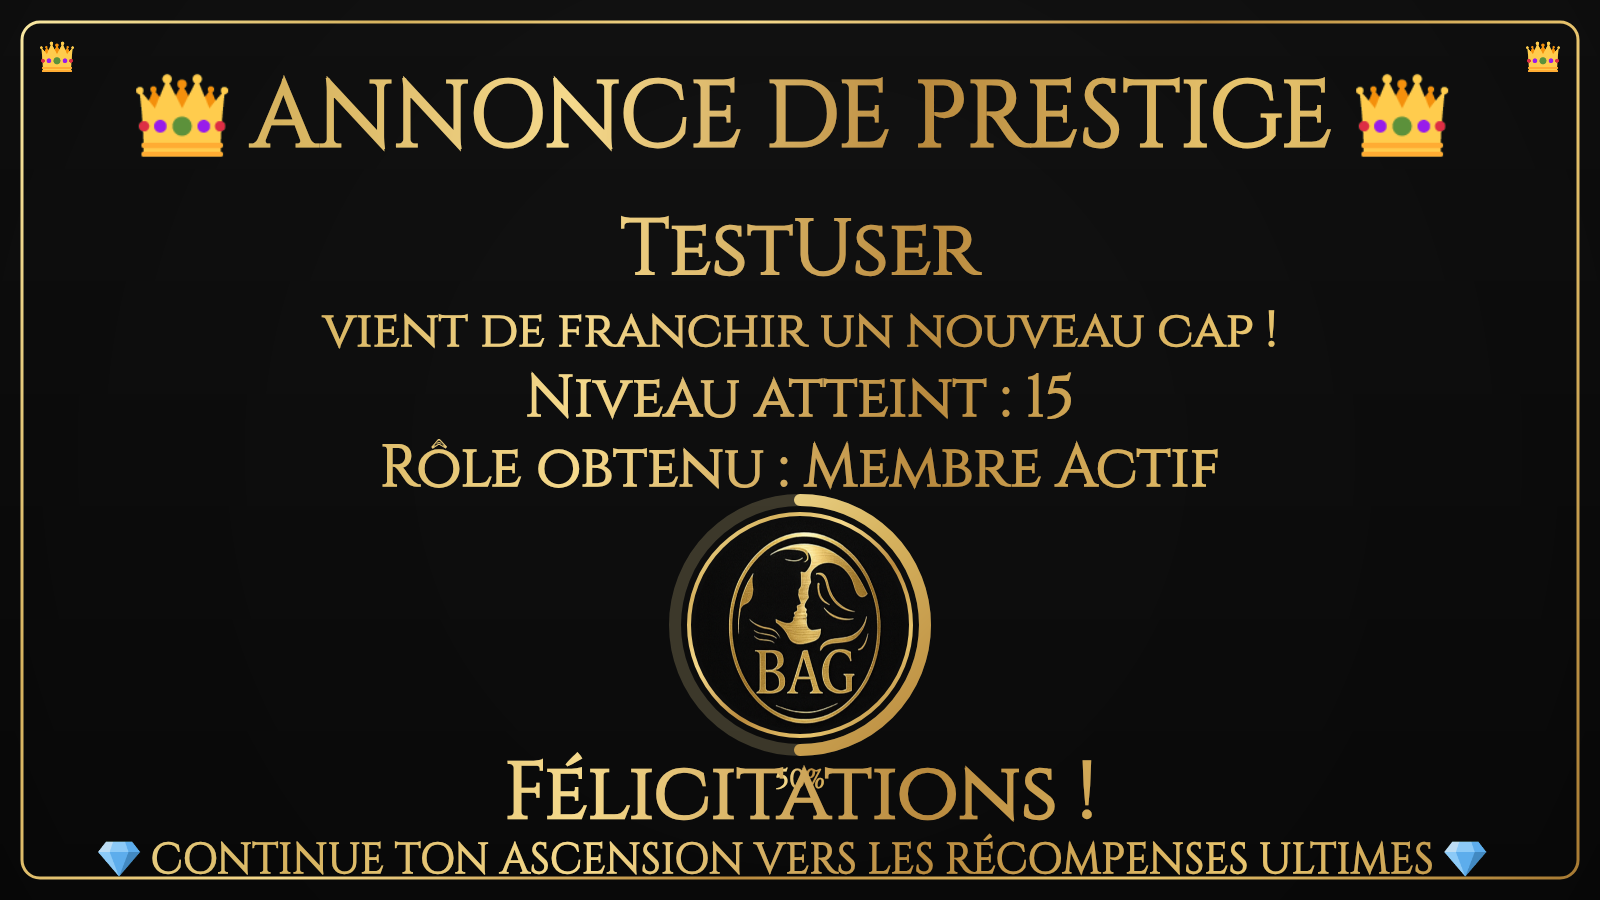 👑 ANNONCE DE PRESTIGE 👑
TestUser
vient de franchir un nouveau cap !
Niveau atteint : 15
Rôle obtenu : Membre Actif
BAG
50%
Félicitations !
💎 CONTINUE TON ASCENSION VERS LES RÉCOMPENSES ULTIMES 💎